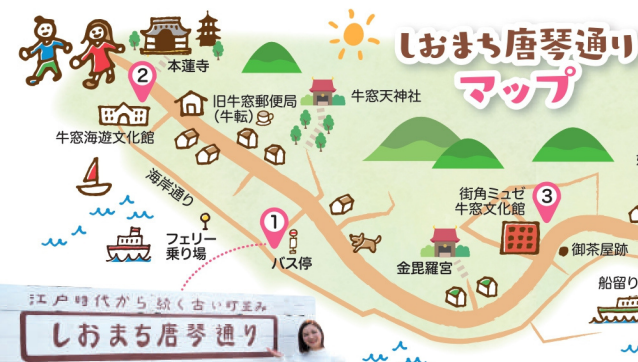 しおまち唐琴通り
マップ
本蓮寺
②
旧牛窓郵便局
(牛転)
牛窓天神社
牛窓海遊文化館
海岸通り
街角ミュゼ
牛窓文化館
③
①
フェリー
乗り場
バス停
金毘羅宮
御茶屋跡
船留り
江戸時代から続く古い町並み
しおまち唐琴通り